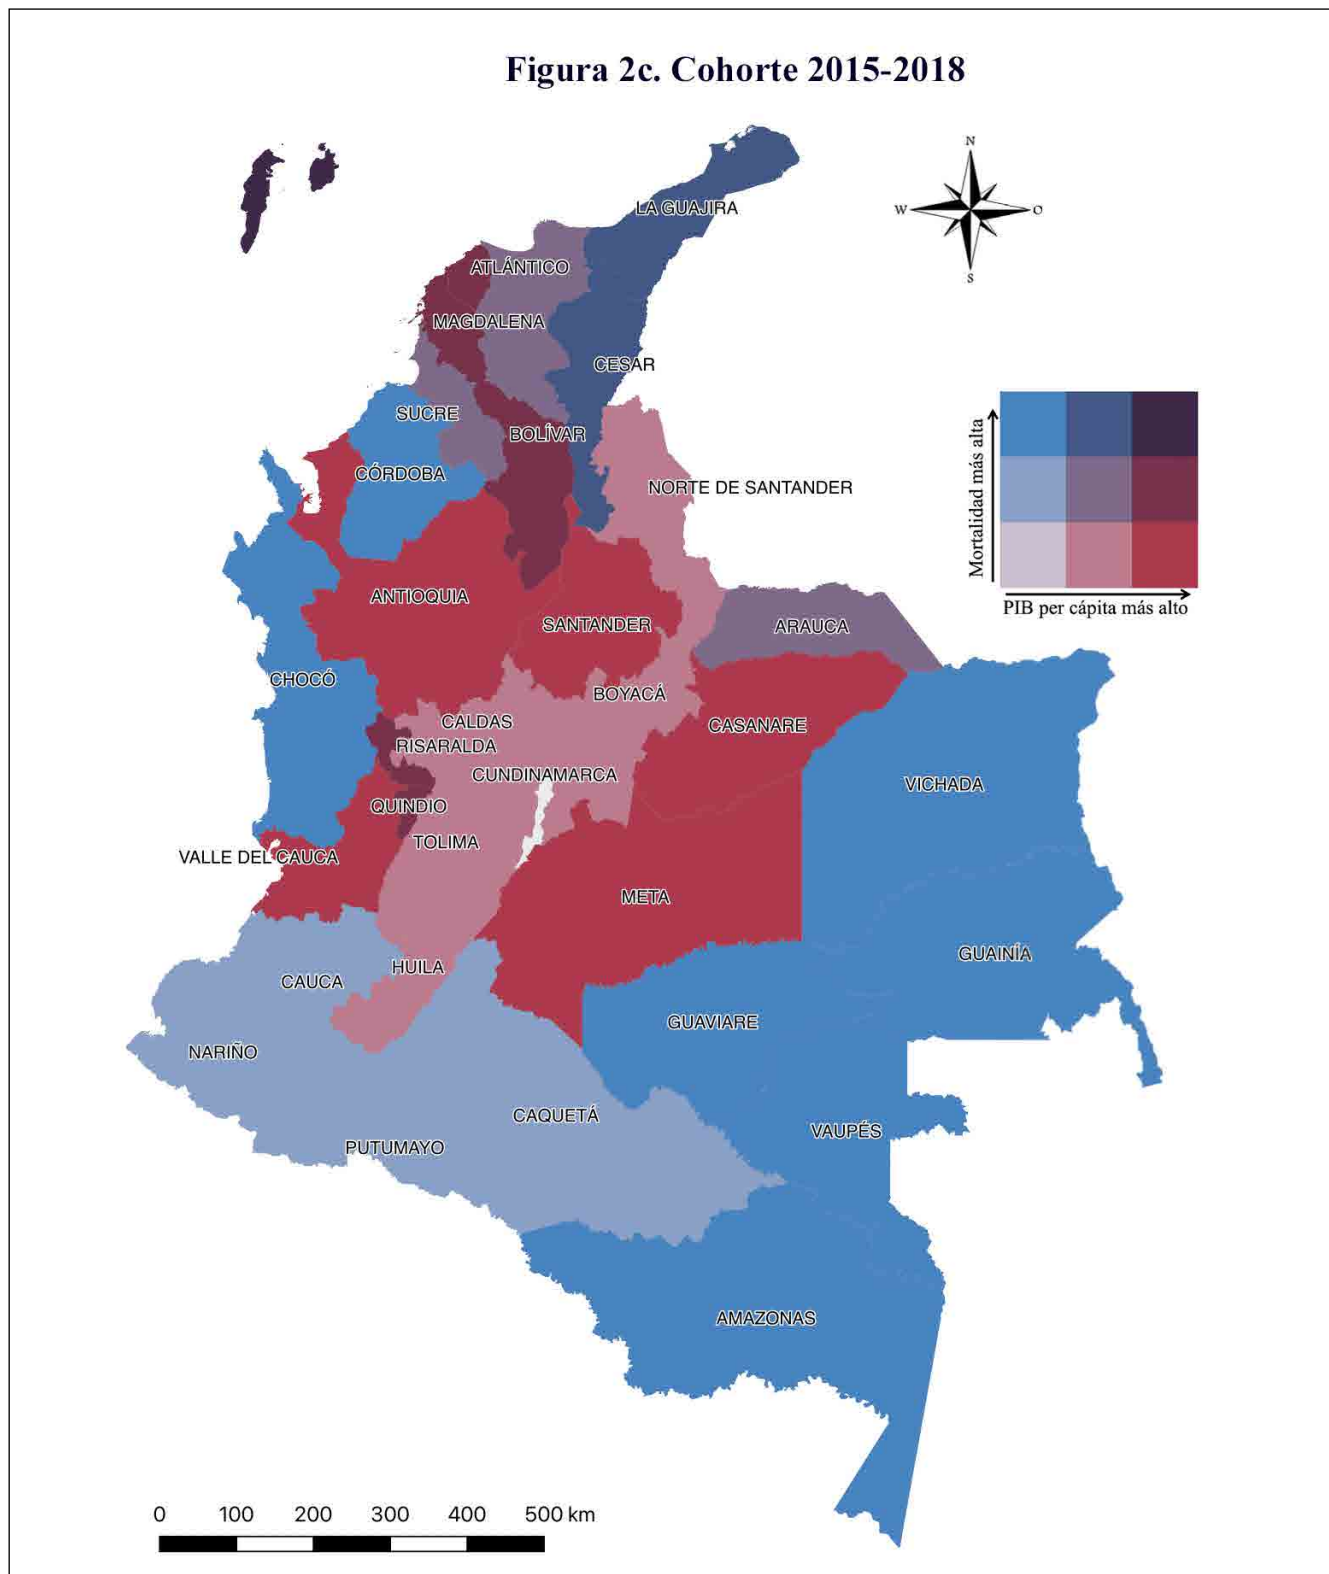 Figura 2c. Cohorte 2015-2018
N
W
O
S
LA GUAJIRA
ATLÁNTICO
MAGDALENA
CESAR
SUCRE
BOLÍVAR
CÓRDOBA
NORTE DE SANTANDER
Mortalidad más alta
PIB per cápita más alto
ANTIOQUIA
SANTANDER
ARAUCA
CHOCÓ
BOYACÁ
CALDAS
CASANARE
RISARALDA
CUNDINAMARCA
VICHADA
QUINDIO
TOLIMA
VALLE DEL CAUCA
META
GUAINÍA
HUILA
CAUCA
GUAVIARE
NARIÑO
CAQUETÁ
VAUPÉS
PUTUMAYO
AMAZONAS
0 100 200 300 400 500 km